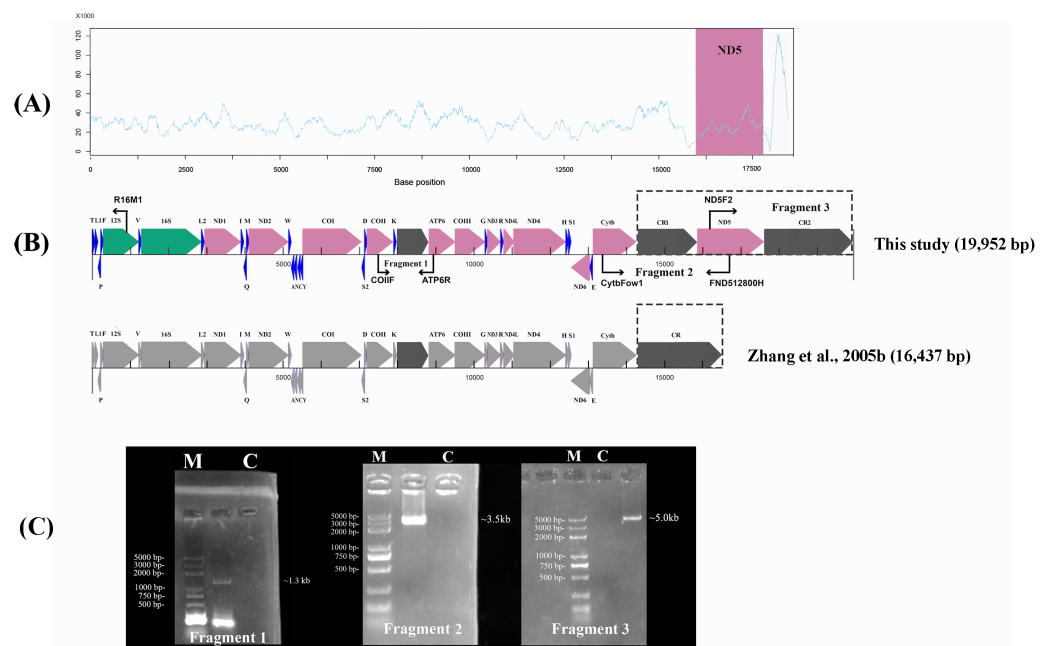 X1000
120
100
80
60
40
20
0
ND5
(A)
0 2500 5000 7500 10000 12500 15000 17500
Base position
R16M1
ND5F2
Fragment 3
T L1 F 12S V 16S L2 ND1 I M ND2 W COI D COII K ATP6 COIII G ND3 R ND4L ND4 H S1 Cytb CR1 ND5 CR2
(B)
This study (19,952 bp)
5000 Fragment 1 10000 15000
P Q ANCY S2 COIIF ATP6R ND6 E CytbFow1 Fragment 2 FND512800H
T L1 F 12S V 16S L2 ND1 I M ND2 W COI D COII K ATP6 COIII G ND3 R ND4L ND4 H S1 Cytb CR
Zhang et al., 2005b (16,437 bp)
5000 10000 15000
P Q ANCY S2 ND6 E
(C)
M C
5000 bp-
3000 bp-
2000 bp-
1000 bp-
750 bp-
500 bp-
~1.3 kb
Fragment 1
M C
5000 bp-
3000 bp-
2000 bp-
1000 bp-
750 bp-
500 bp-
~3.5kb
Fragment 2
M C
5000 bp-
3000 bp-
2000 bp-
1000 bp-
750 bp-
500 bp-
~5.0kb
Fragment 3